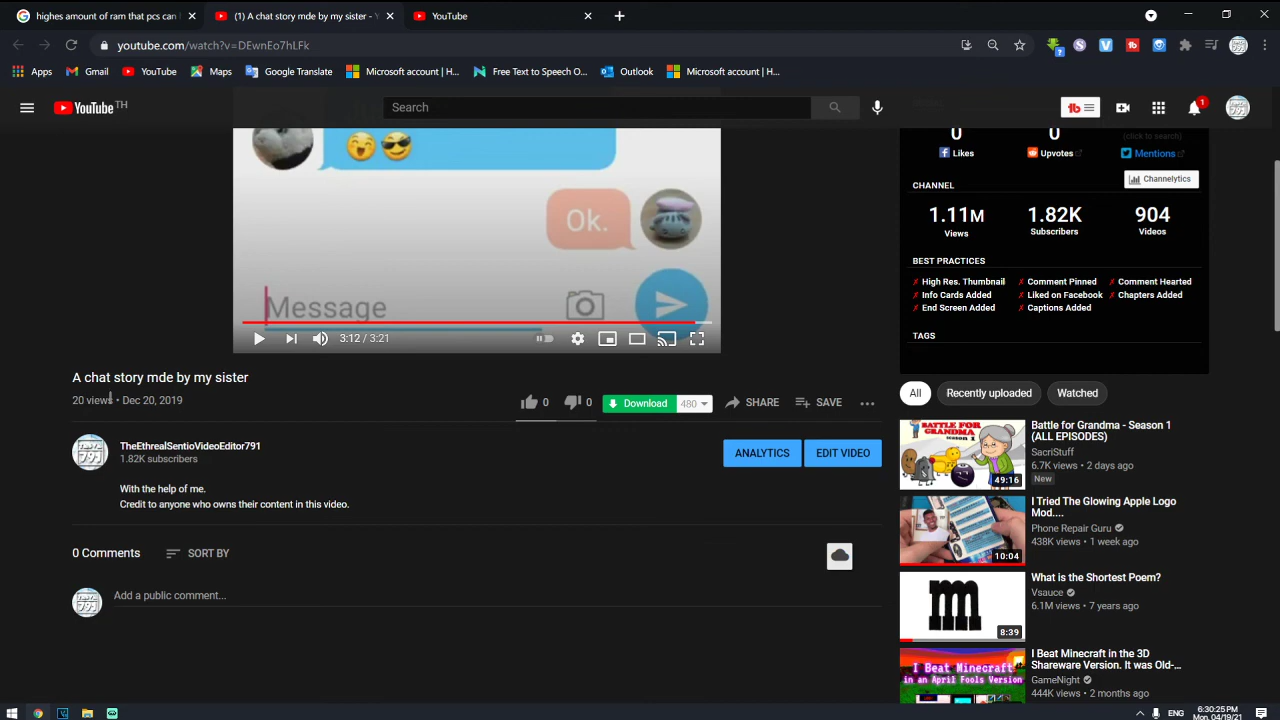 highes amount of ram that pcs can
(1) A chat story mde by my sister -
YouTube
youtube.com/watch?v=DEwnEo7hLFk
Apps
Gmail
YouTube
Maps
Google Translate
Microsoft account | H...
Free Text to Speech O...
Outlook
Microsoft account | H...
YouTube TH
Search
1
Ok.
Message
3:12 / 3:21
A chat story mde by my sister
20 views • Dec 20, 2019
0
0
Download
480
SHARE
SAVE
TheEthrealSentioVideoEditor791
1.82K subscribers
ANALYTICS
EDIT VIDEO
With the help of me.
Credit to anyone who owns their content in this video.
0 Comments
SORT BY
Add a public comment...
0
0
(click to search)
Likes
Upvotes
Mentions
CHANNEL
Channelytics
1.11M
1.82K
904
Views
Subscribers
Videos
BEST PRACTICES
✗ High Res. Thumbnail
✗ Comment Pinned
✗ Comment Hearted
✗ Info Cards Added
✗ Liked on Facebook
✗ Chapters Added
✗ End Screen Added
✗ Captions Added
TAGS
All
Recently uploaded
Watched
BATTLE FOR GRANDMA
season 1
49:16
Battle for Grandma - Season 1
(ALL EPISODES)
SacriStuff
6.7K views • 2 days ago
New
10:04
I Tried The Glowing Apple Logo
Mod....
Phone Repair Guru
438K views • 1 week ago
m
8:39
What is the Shortest Poem?
Vsauce
6.1M views • 7 years ago
I Beat Minecraft
in an April Fools Version
I Beat Minecraft in the 3D
Shareware Version. It was Old-...
GameNight
444K views • 2 months ago
ENG
6:30:25 PM
Mon, 04/19/21